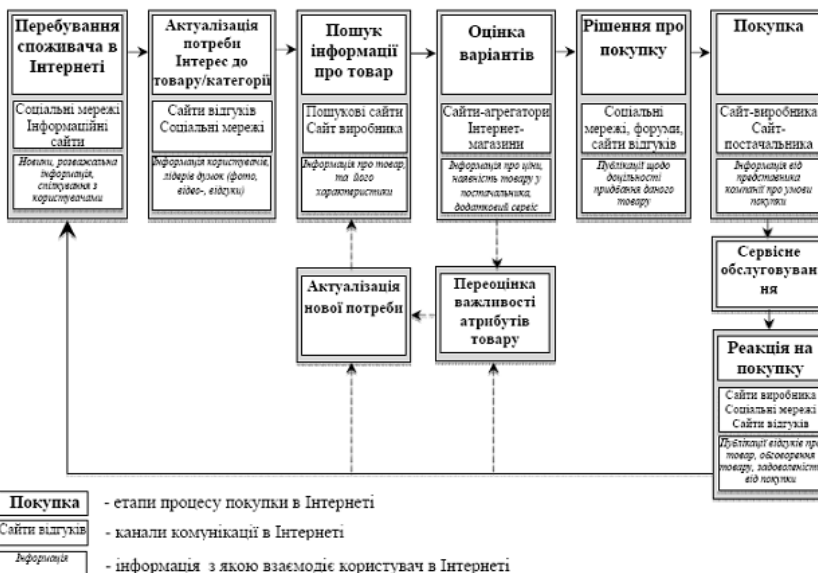 Перебування
споживача в
Інтернеті
Соціальні мережі
Інформаційні
сайти
Новини, розважальна
інформація,
спілкування з
користувачами
Актуалізація
потреби
Інтерес до
товару/категорії
Сайти відгуків
Соціальні мережі
Інформація користувачів,
лідерів думок (фото,
відео-, відгуки)
Пошук
інформації
про товар
Пошукові сайти
Сайт виробника
Інформація про товар,
та його
характеристики
Оцінка
варіантів
Сайти-агрегатори
Інтернет-
магазини
Інформація про ціни,
наявність товару у
постачальника,
додатковий сервіс
Рішення про
покупку
Соціальні
мережі, форуми,
сайти відгуків
Публікації щодо
доцільності
придбання даного
товару
Покупка
Сайт-виробника
Сайт-
постачальника
Інформація від
представника
компанії про умови
покупки
Сервісне
обслуговуван
ня
Актуалізація
нової потреби
Переоцінка
важливості
атрибутів
товару
Реакція на
покупку
Сайти виробника
Соціальні мережі
Сайти відгуків
Публікації відгуків про
товар, обговорення
товару, задоволеність
від покупки
Покупка - етапи процесу покупки в Інтернеті
Сайти відгуків - канали комунікації в Інтернеті
Інформація - інформація з якою взаємодіє користувач в Інтернеті